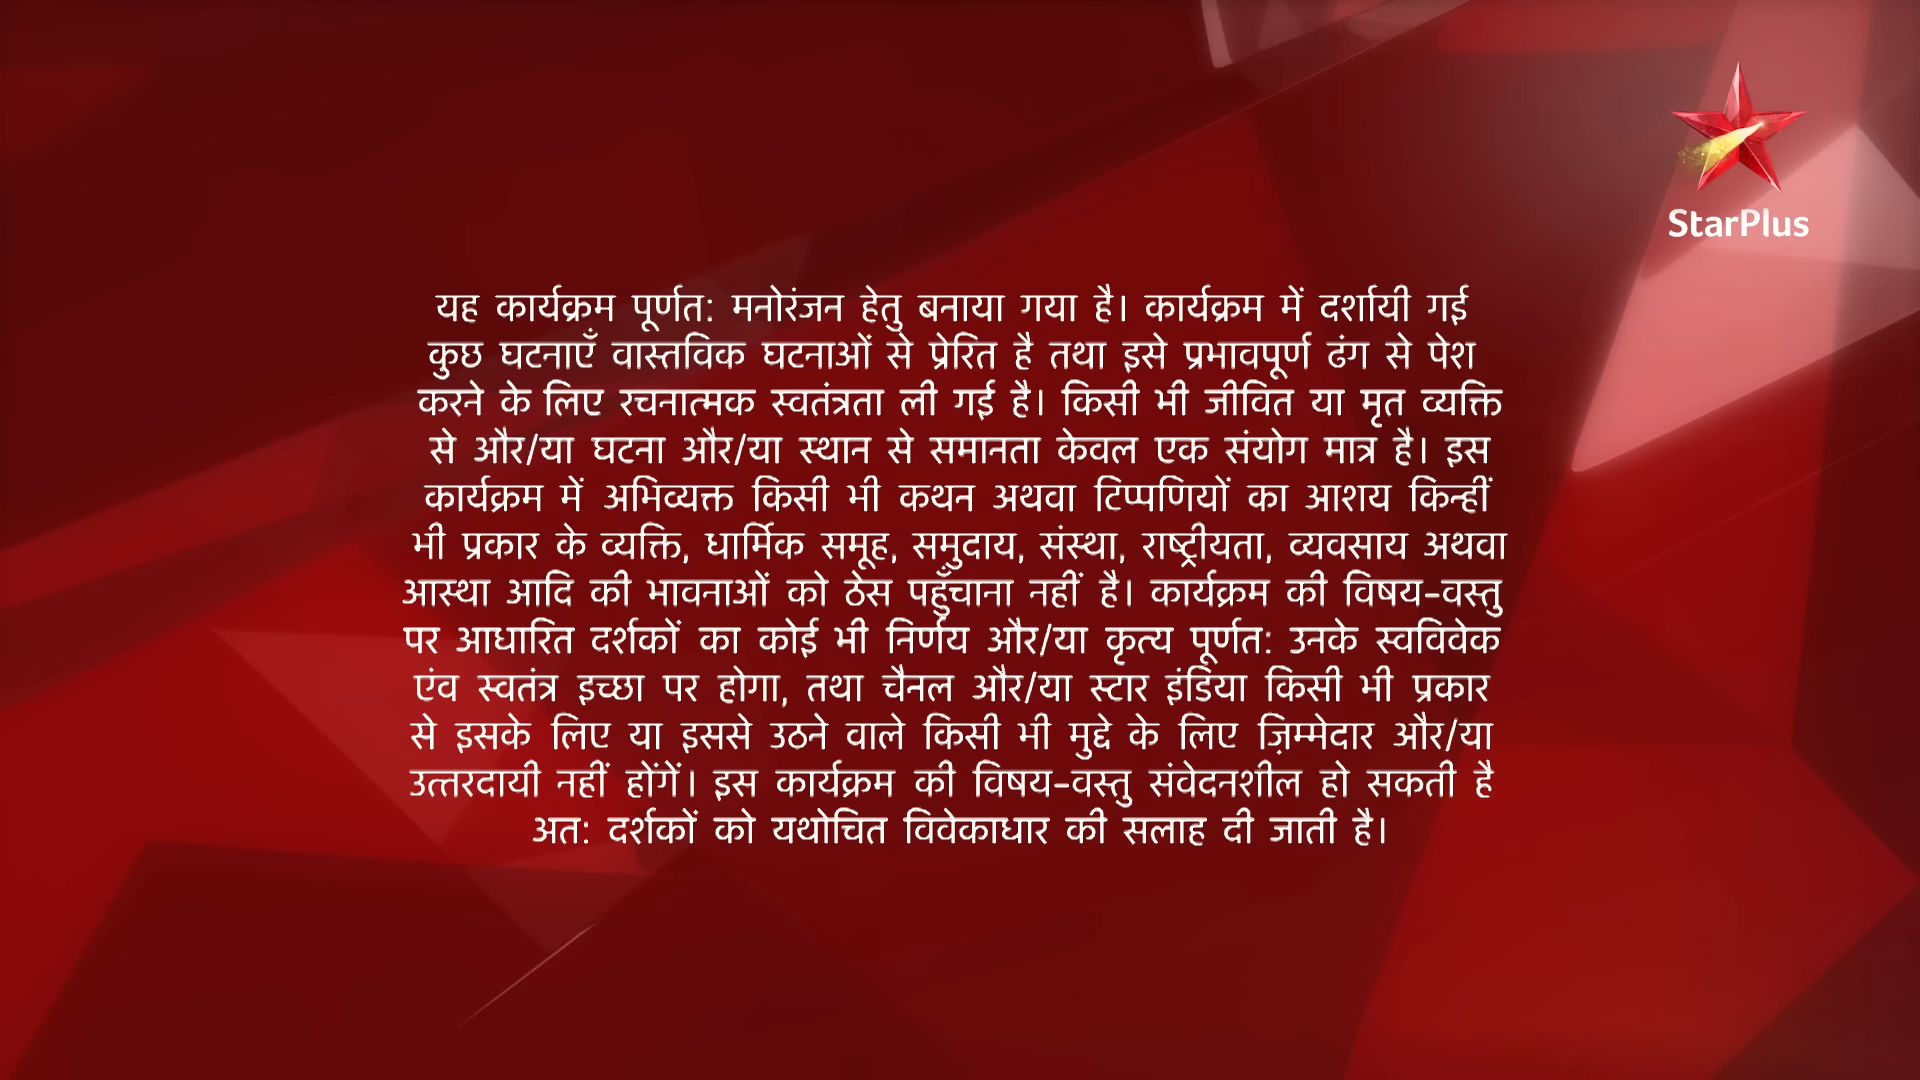 StarPlus
यह कार्यक्रम पूर्णत: मनोरंजन हेतु बनाया गया है। कार्यक्रम में दर्शायी गई
कुछ घटनाएँ वास्तविक घटनाओं से प्रेरित है तथा इसे प्रभावपूर्ण ढंग से पेश
करने के लिए रचनात्मक स्वतंत्रता ली गई है। किसी भी जीवित या मृत व्यक्ति
से और/या घटना और/या स्थान से समानता केवल एक संयोग मात्र है। इस
कार्यक्रम में अभिव्यक्त किसी भी कथन अथवा टिप्पणियों का आशय किन्हीं
भी प्रकार के व्यक्ति, धार्मिक समूह, समुदाय, संस्था, राष्ट्रीयता, व्यवसाय अथवा
आस्था आदि की भावनाओं को ठेस पहुँचाना नहीं है। कार्यक्रम की विषय-वस्तु
पर आधारित दर्शकों का कोई भी निर्णय और/या कृत्य पूर्णत: उनके स्वविवेक
एंव स्वतंत्र इच्छा पर होगा, तथा चैनल और/या स्टार इंडिया किसी भी प्रकार
से इसके लिए या इससे उठने वाले किसी भी मुद्दे के लिए ज़िम्मेदार और/या
उत्तरदायी नहीं होंगें। इस कार्यक्रम की विषय-वस्तु संवेदनशील हो सकती है
अत: दर्शकों को यथोचित विवेकाधार की सलाह दी जाती है।